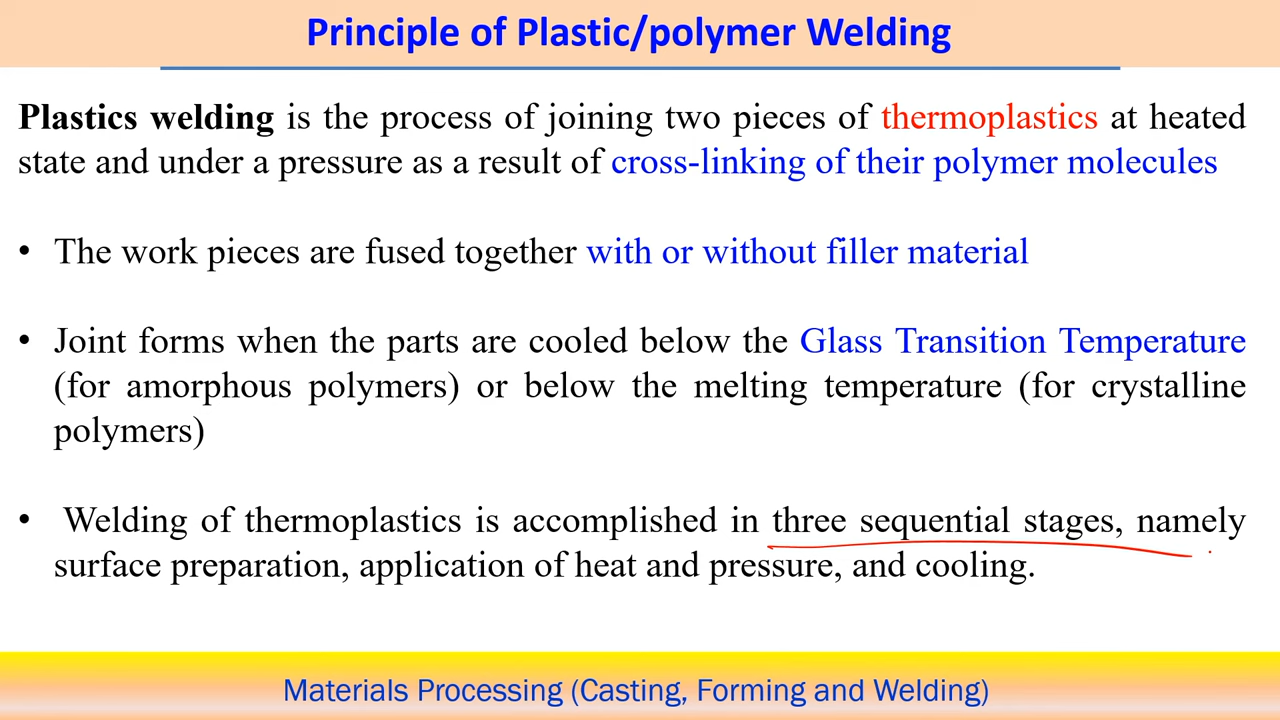 Principle of Plastic/polymer Welding
Plastics welding is the process of joining two pieces of thermoplastics at heated
state and under a pressure as a result of cross-linking of their polymer molecules
• The work pieces are fused together with or without filler material
• Joint forms when the parts are cooled below the Glass Transition Temperature
(for amorphous polymers) or below the melting temperature (for crystalline
polymers)
• Welding of thermoplastics is accomplished in three sequential stages, namely
surface preparation, application of heat and pressure, and cooling.
Materials Processing (Casting, Forming and Welding)